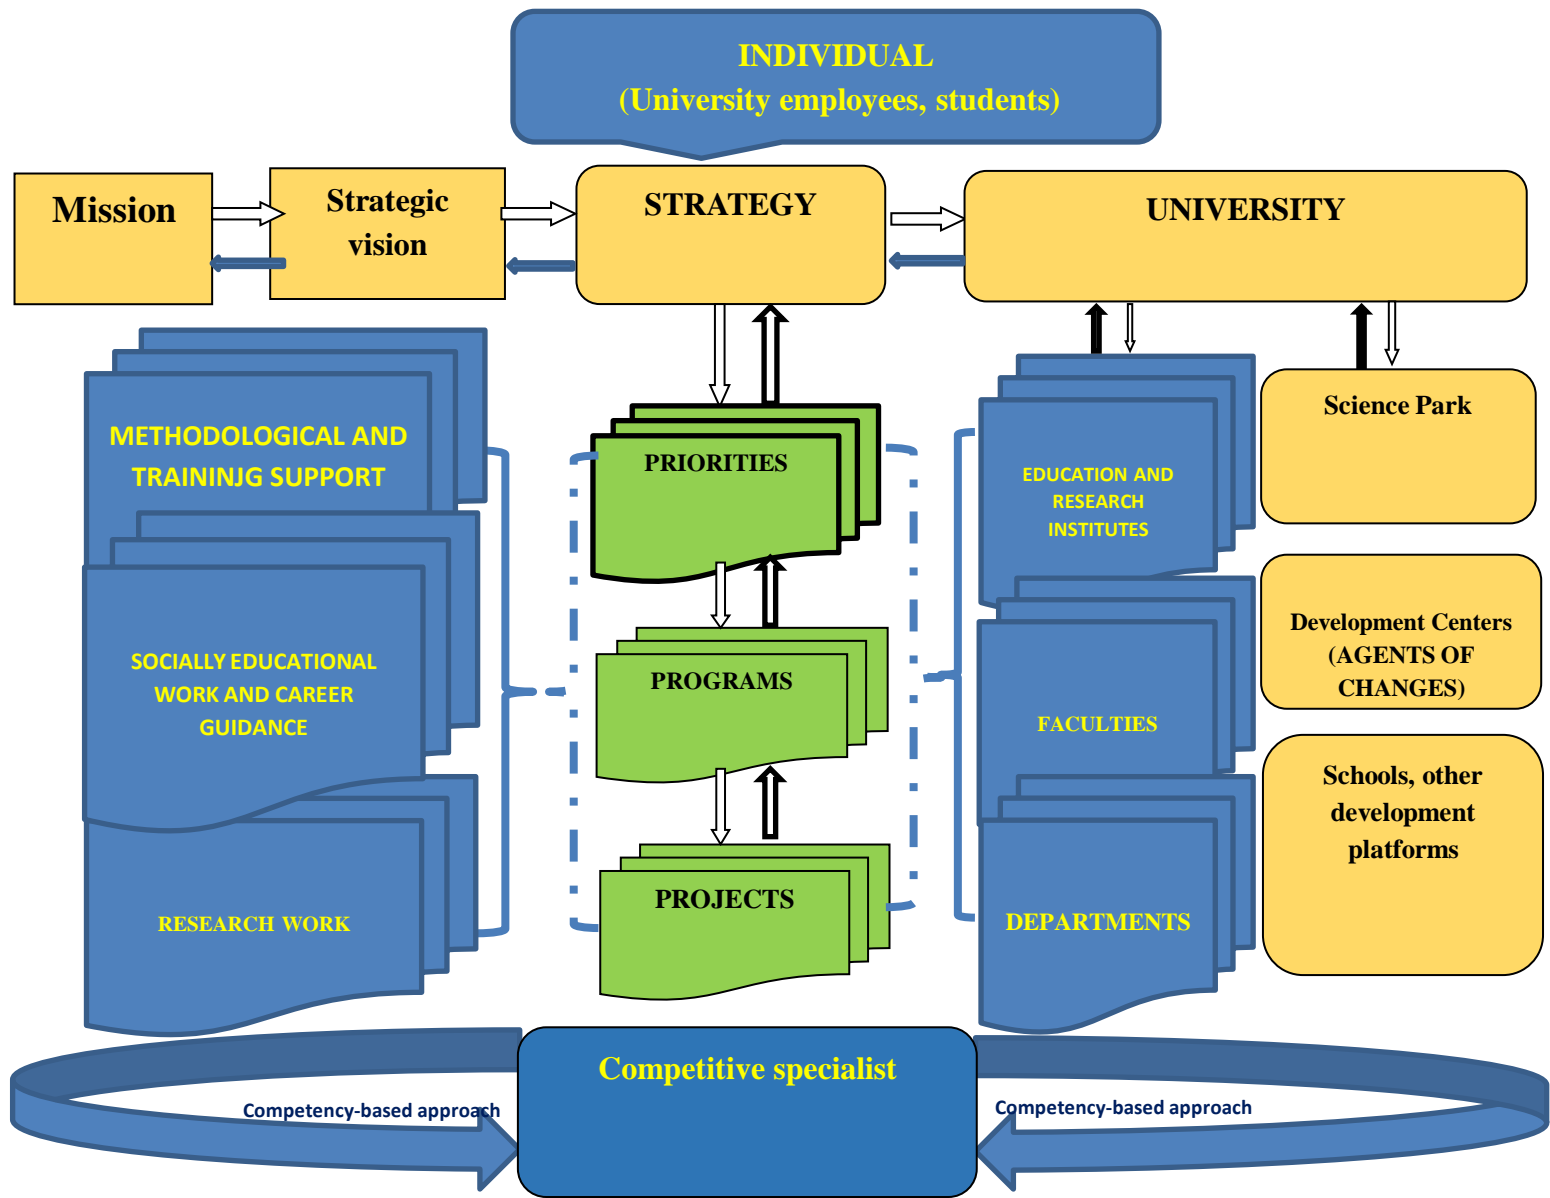 INDIVIDUAL
(University employees, students)
Mission
Strategic
vision
STRATEGY
UNIVERSITY
METHODOLOGICAL AND
TRAININJG SUPPORT
SOCIALLY EDUCATIONAL
WORK AND CAREER
GUIDANCE
RESEARCH WORK
PRIORITIES
PROGRAMS
PROJECTS
EDUCATION AND
RESEARCH
INSTITUTES
FACULTIES
DEPARTMENTS
Science Park
Development Centers
(AGENTS OF
CHANGES)
Schools, other
development
platforms
Competitive specialist
Competency-based approach
Competency-based approach